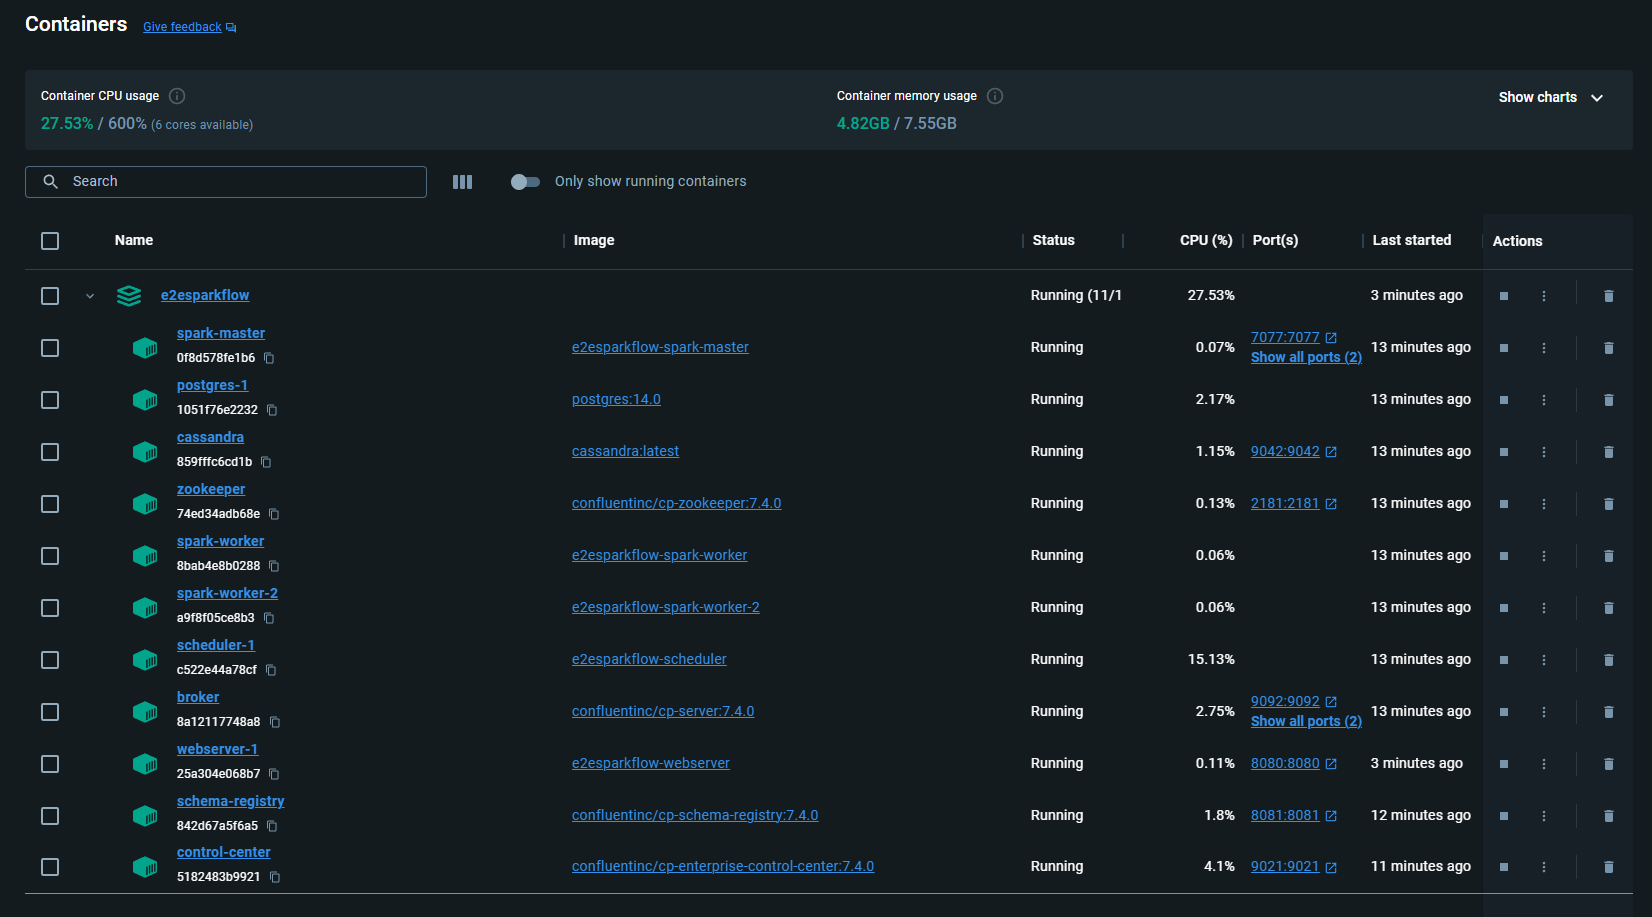 Containers Give feedback
Container CPU usage
27.53% / 600% (6 cores available)
Container memory usage
4.82GB / 7.55GB
Show charts
Search
Only show running containers
Name Image Status CPU (%) Port(s) Last started Actions
e2esparkflow Running (11/1 27.53% 3 minutes ago
spark-master
0f8d578fe1b6
e2esparkflow-spark-master Running 0.07% 7077:7077
Show all ports (2)
13 minutes ago
postgres-1
1051f76e2232
postgres:14.0 Running 2.17% 13 minutes ago
cassandra
859fffc6cd1b
cassandra:latest Running 1.15% 9042:9042 13 minutes ago
zookeeper
74ed34adb68e
confluentinc/cp-zookeeper:7.4.0 Running 0.13% 2181:2181 13 minutes ago
spark-worker
8bab4e8b0288
e2esparkflow-spark-worker Running 0.06% 13 minutes ago
spark-worker-2
a9f8f05ce8b3
e2esparkflow-spark-worker-2 Running 0.06% 13 minutes ago
scheduler-1
c522e44a78cf
e2esparkflow-scheduler Running 15.13% 13 minutes ago
broker
8a12117748a8
confluentinc/cp-server:7.4.0 Running 2.75% 9092:9092
Show all ports (2)
13 minutes ago
webserver-1
25a304e068b7
e2esparkflow-webserver Running 0.11% 8080:8080 3 minutes ago
schema-registry
842d67a5f6a5
confluentinc/cp-schema-registry:7.4.0 Running 1.8% 8081:8081 12 minutes ago
control-center
5182483b9921
confluentinc/cp-enterprise-control-center:7.4.0 Running 4.1% 9021:9021 11 minutes ago